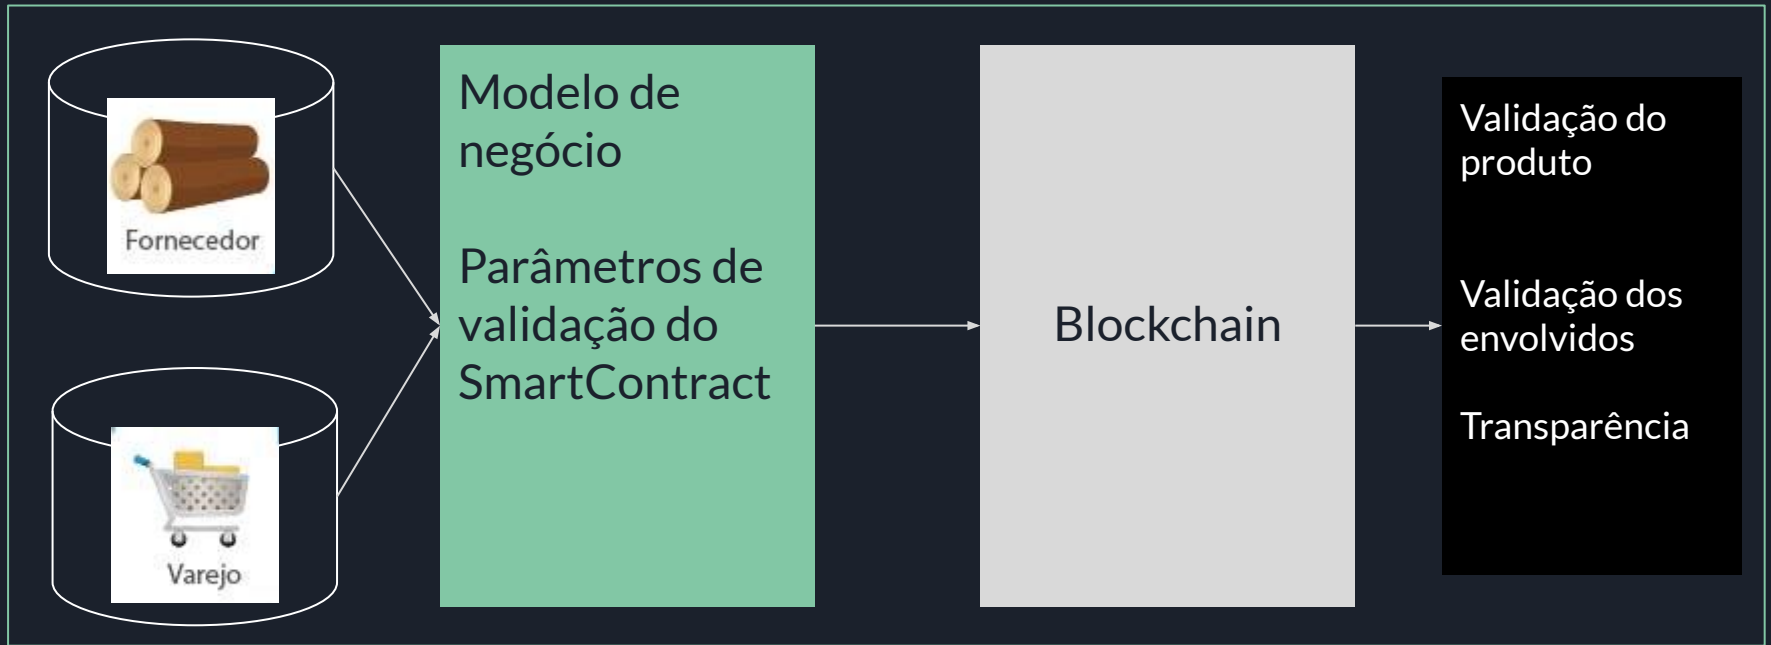 Fornecedor
Varejo
Modelo de
negócio
Parâmetros de
validação do
SmartContract
Blockchain
Validação do
produto
Validação dos
envolvidos
Transparência